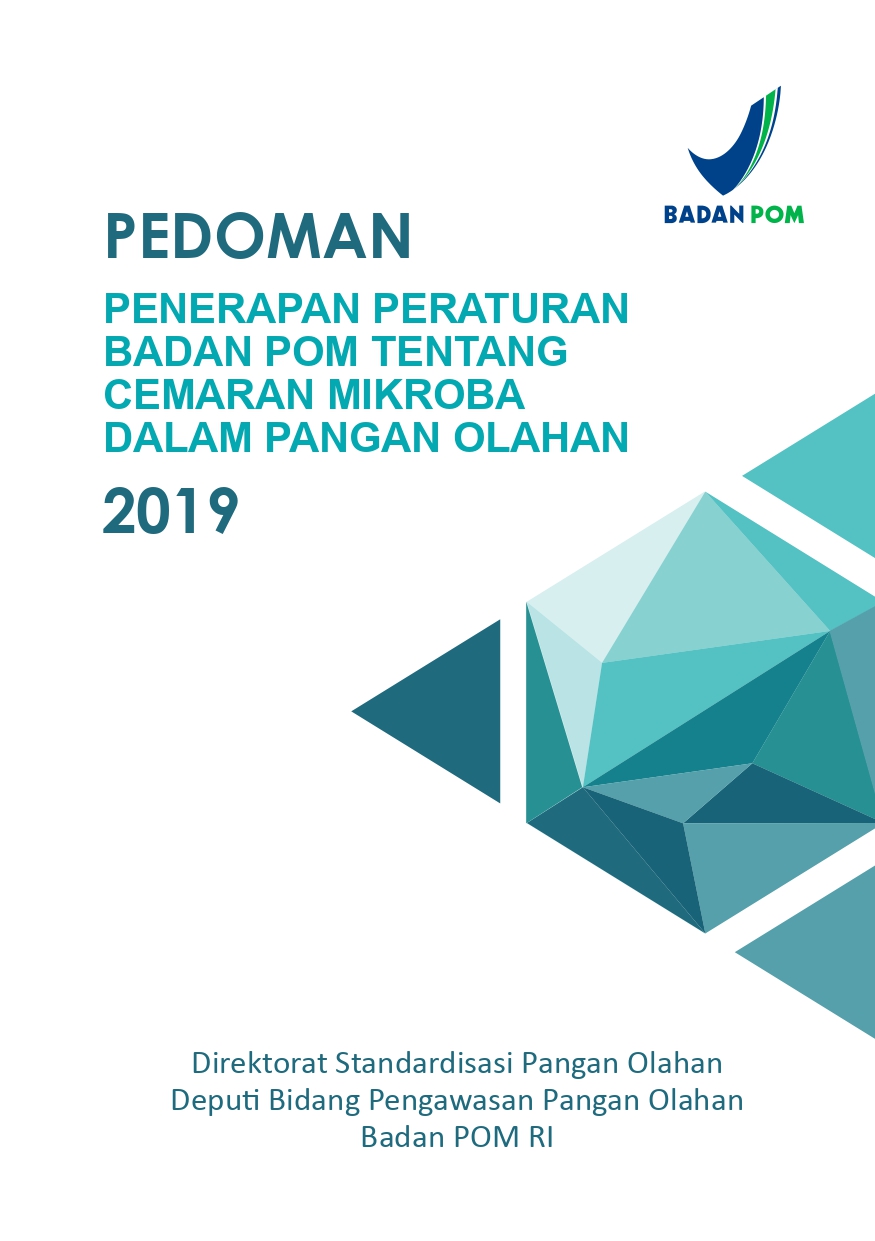 BADAN POM
PEDOMAN
PENERAPAN PERATURAN
BADAN POM TENTANG
CEMARAN MIKROBA
DALAM PANGAN OLAHAN
2019
Direktorat Standardisasi Pangan Olahan
Deputi Bidang Pengawasan Pangan Olahan
Badan POM RI